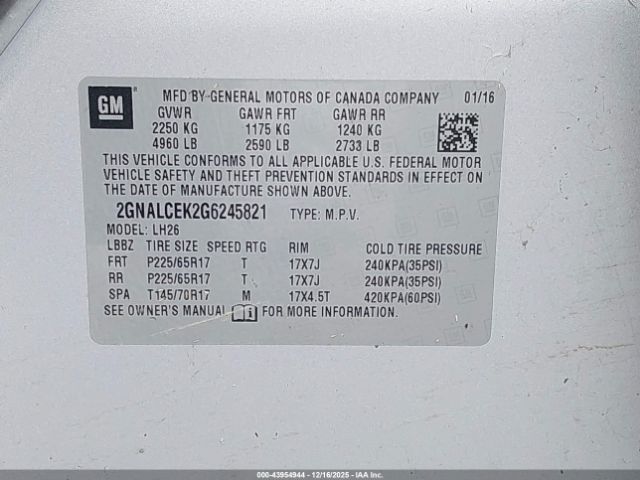 GM
MFD BY GENERAL MOTORS OF CANADA COMPANY 01/16
GVWR GAWR FRT GAWR RR
2250 KG 1175 KG 1240 KG
4960 LB 2590 LB 2733 LB
THIS VEHICLE CONFORMS TO ALL APPLICABLE U.S. FEDERAL MOTOR
VEHICLE SAFETY AND THEFT PREVENTION STANDARDS IN EFFECT ON
THE DATE OF MANUFACTURE SHOWN ABOVE.
2GNALCEK2G6245821 TYPE: M.P.V.
MODEL: LH26
LBBZ TIRE SIZE SPEED RTG RIM COLD TIRE PRESSURE
FRT P225/65R17 T 17X7J 240KPA(35PSI)
RR P225/65R17 T 17X7J 240KPA(35PSI)
SPA T145/70R17 M 17X4.5T 420KPA(60PSI)
SEE OWNER'S MANUAL FOR MORE INFORMATION.
000-43954944 - 12/16/2025 - IAAI.COM